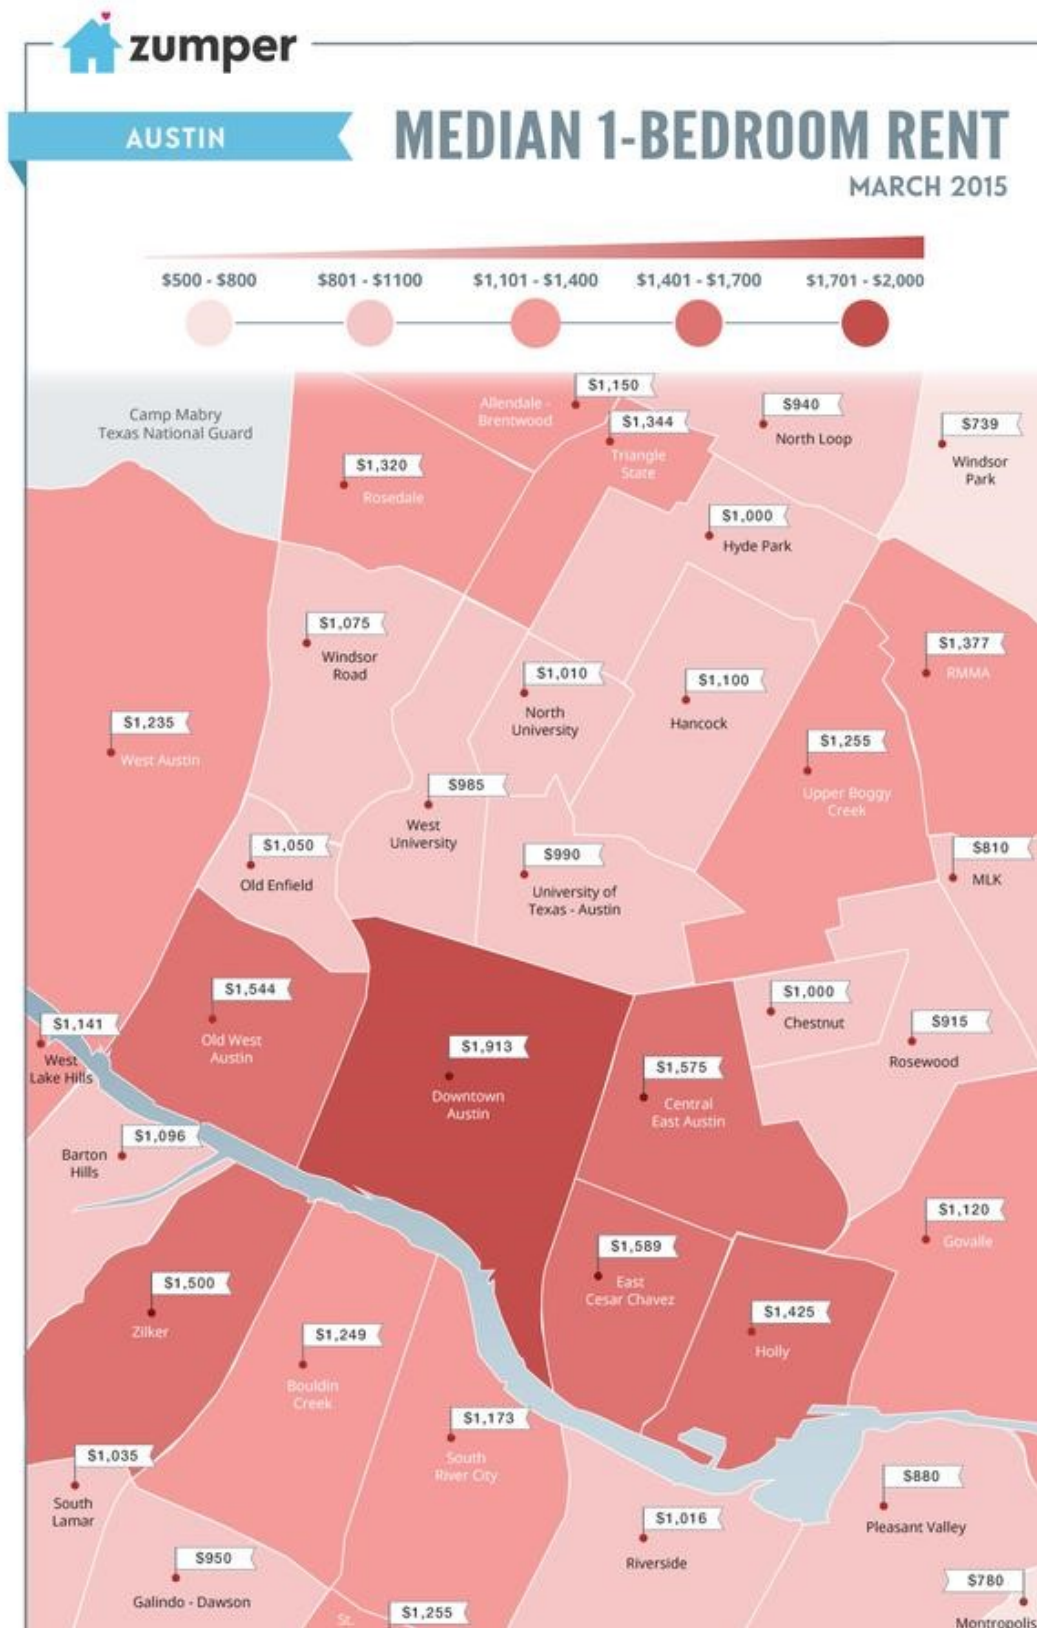 zumper
AUSTIN
MEDIAN 1-BEDROOM RENT
MARCH 2015
$500 - $800
$801 - $1100
$1,101 - $1,400
$1,401 - $1,700
$1,701 - $2,000
Camp Mabry
Texas National Guard
$1,150
Allendale -
Brentwood
$1,344
Triangle
State
$940
North Loop
$739
Windsor
Park
$1,320
Rosedale
$1,000
Hyde Park
$1,075
Windsor
Road
$1,010
North
University
$1,100
Hancock
$1,377
RMMA
$1,235
West Austin
$1,255
Upper Boggy
Creek
$985
West
University
$1,050
Old Enfield
$990
University of
Texas - Austin
$810
MLK
$1,544
Old West
Austin
$1,000
Chestnut
$915
Rosewood
$1,141
West
Lake Hills
$1,913
Downtown
Austin
$1,575
Central
East Austin
$1,096
Barton
Hills
$1,120
Govalle
$1,589
East
Cesar Chavez
$1,500
Zilker
$1,425
Holly
$1,249
Bouldin
Creek
$1,173
South
River City
$1,035
South
Lamar
$880
Pleasant Valley
$1,016
Riverside
$950
Galindo - Dawson
$780
Montropolis
$1,255
St.